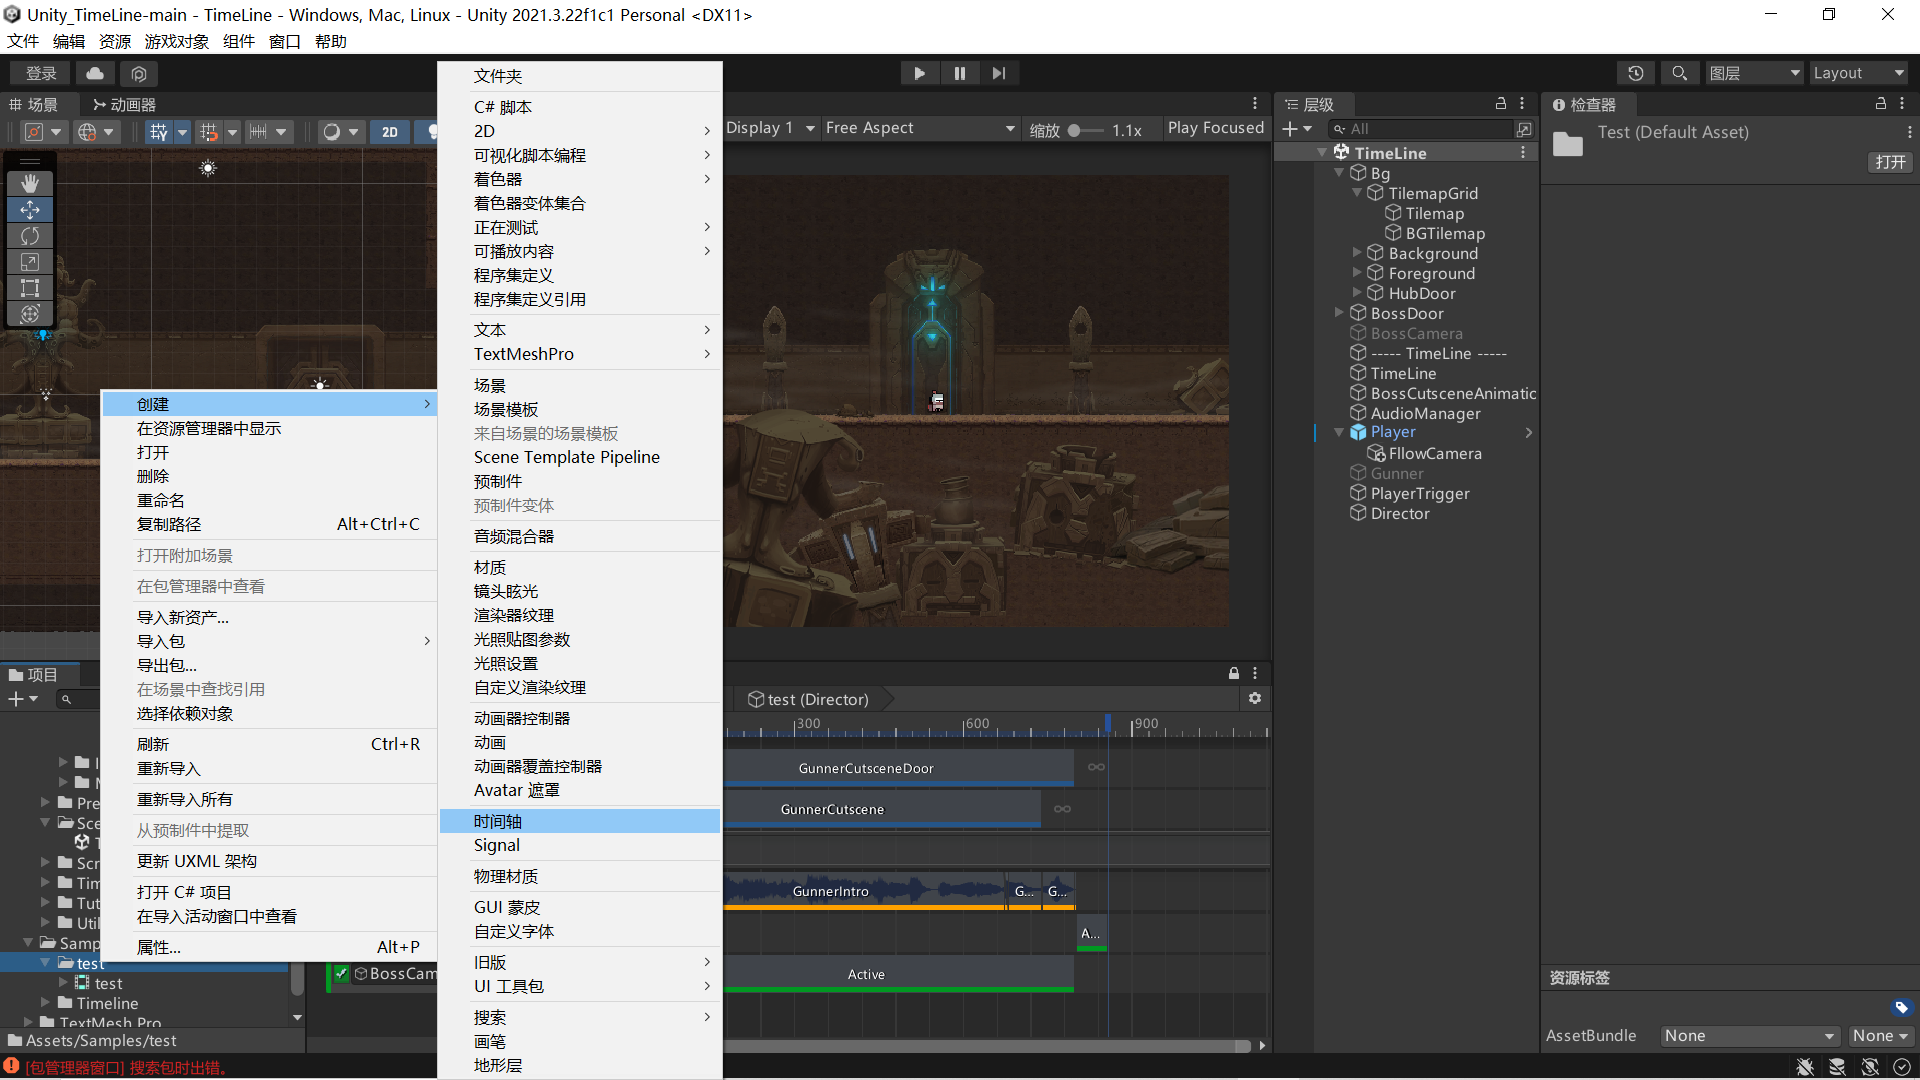 Unity_TimeLine-main - TimeLine - Windows, Mac, Linux - Unity 2021.3.22f1c1 Personal <DX11>
文件 编辑 资源 游戏对象 组件 窗口 帮助
登录
图层
Layout
场景
动画器
2D
Display 1
Free Aspect
缩放
1.1x
Play Focused
层级
All
TimeLine
Bg
TilemapGrid
Tilemap
BGTilemap
Background
Foreground
HubDoor
BossDoor
BossCamera
----- TimeLine -----
TimeLine
BossCutsceneAnimatic
AudioManager
Player
FllowCamera
Gunner
PlayerTrigger
Director
检查器
Test (Default Asset)
打开
资源标签
AssetBundle
None
None
创建
在资源管理器中显示
打开
删除
重命名
复制路径 Alt+Ctrl+C
打开附加场景
在包管理器中查看
导入新资产...
导入包
导出包...
在场景中查找引用
选择依赖对象
刷新 Ctrl+R
重新导入
重新导入所有
从预制件中提取
更新 UXML 架构
打开 C# 项目
在导入活动窗口中查看
属性... Alt+P
文件夹
C# 脚本
2D
可视化脚本编程
着色器
着色器变体集合
正在测试
可播放内容
程序集定义
程序集定义引用
文本
TextMeshPro
场景
场景模板
来自场景的场景模板
Scene Template Pipeline
预制件
预制件变体
音频混合器
材质
镜头眩光
渲染器纹理
光照贴图参数
光照设置
自定义渲染纹理
动画器控制器
动画
动画器覆盖控制器
Avatar 遮罩
时间轴
Signal
物理材质
GUI 蒙皮
自定义字体
旧版
UI 工具包
搜索
画笔
地形层
项目
Pre
Sce
Scr
Tim
Tut
Util
Samp
test
test
Timeline
TextMesh Pro
Assets/Samples/test
test (Director)
300
600
900
GunnerCutsceneDoor
GunnerCutscene
GunnerIntro
G...
G...
A...
BossCam
Active
[包管理器窗口] 搜索包时出错。